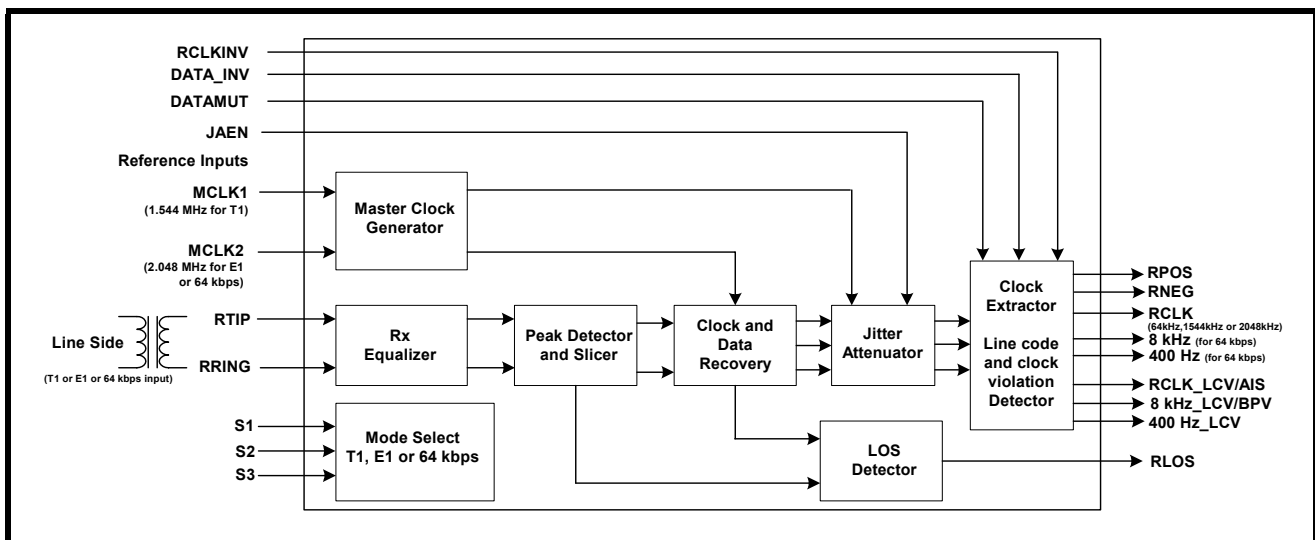 RCLKINV
DATA_INV
DATAMUT
JAEN
Reference Inputs
MCLK1
(1.544 MHz for T1)
MCLK2
(2.048 MHz for E1
or 64 kbps)
Line Side
(T1 or E1 or 64 kbps input)
RTIP
RRING
S1
S2
S3
Master Clock
Generator
Rx
Equalizer
Peak Detector
and Slicer
Clock and
Data
Recovery
Jitter
Attenuator
Clock
Extractor
Line code
and clock
violation
Detector
Mode Select
T1, E1 or 64 kbps
LOS
Detector
RPOS
RNEG
RCLK
(64kHz,1544kHz or 2048kHz)
8 kHz (for 64 kbps)
400 Hz (for 64 kbps)
RCLK_LCV/AIS
8 kHz_LCV/BPV
400 Hz_LCV
RLOS